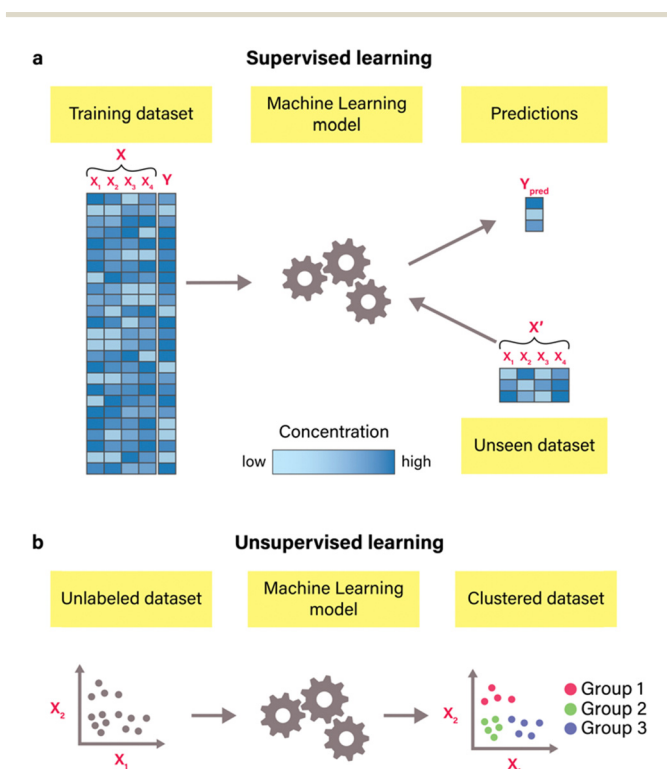 a
Supervised learning
Training dataset
Machine Learning
model
Predictions
X
X₁ X₂ X₃ X₄ Y
Y_pred
X′
X₁ X₂ X₃ X₄
Concentration
low
high
Unseen dataset
b
Unsupervised learning
Unlabeled dataset
Machine Learning
model
Clustered dataset
X₂
X₁
X₂
Group 1
Group 2
Group 3